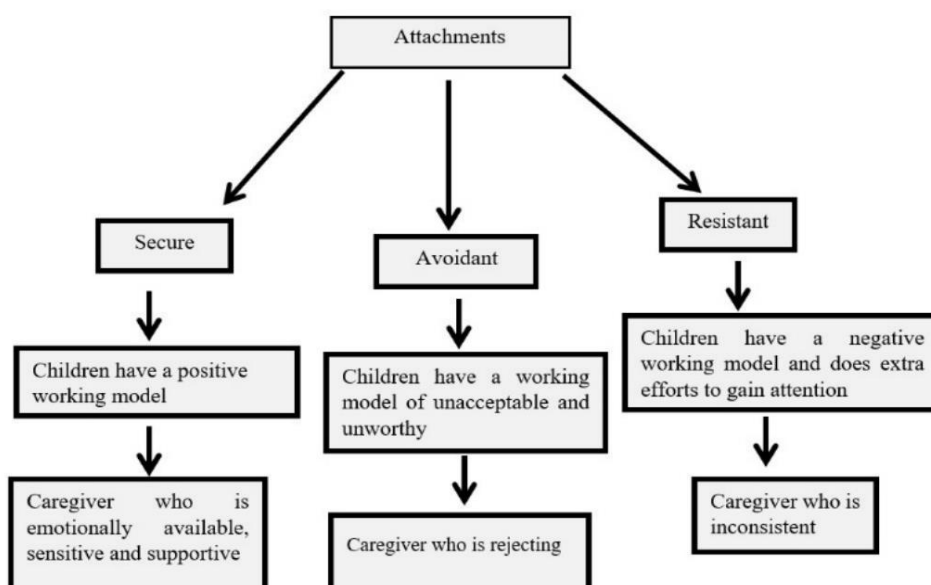 Attachments
Secure
Avoidant
Resistant
Children have a positive
working model
Children have a working
model of unacceptable and
unworthy
Children have a negative
working model and does extra
efforts to gain attention
Caregiver who is
emotionally available,
sensitive and supportive
Caregiver who is rejecting
Caregiver who is
inconsistent